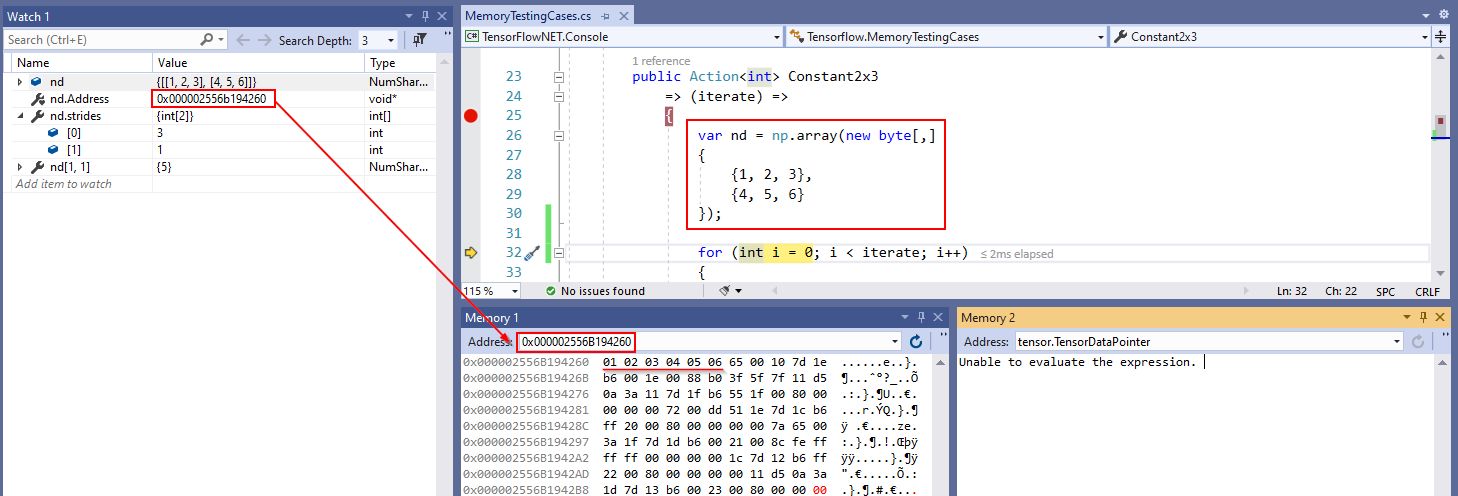 Watch 1
Search (Ctrl+E)
Search Depth: 3
Name Value Type
nd {[[1, 2, 3], [4, 5, 6]]} NumShar...
nd.Address 0x000002556b194260 void*
nd.strides {int[2]} int[]
[0] 3 int
[1] 1 int
nd[1, 1] {5} NumShar...
Add item to watch
MemoryTestingCases.cs
TensorFlowNET.Console Tensorflow.MemoryTestingCases Constant2x3
1 reference
23 public Action<int> Constant2x3
24 => (iterate) =>
25 {
26 var nd = np.array(new byte[,]
27 {
28 {1, 2, 3},
29 {4, 5, 6}
30 });
31
32 for (int i = 0; i < iterate; i++) ≤ 2ms elapsed
33 {
115 % No issues found Ln: 32 Ch: 22 SPC CRLF
Memory 1
Address: 0x000002556B194260
0x000002556B194260 01 02 03 04 05 06 65 00 10 7d 1e ......e..}.
0x000002556B19426B b6 00 1e 00 88 b0 3f 5f 7f 11 d5 ¶...ˆ°?_..Õ
0x000002556B194276 0a 3a 11 7d 1f b6 55 1f 00 80 00 .:.}.¶U..€.
0x000002556B194281 00 00 00 72 00 dd 51 1e 7d 1c b6 ...r.ÝQ.}.¶
0x000002556B19428C ff 20 00 80 00 00 00 00 7a 65 00 ÿ .€....ze.
0x000002556B194297 3a 1f 7d 1d b6 00 21 00 8c fe ff :.}.¶.!.Œþÿ
0x000002556B1942A2 ff ff 00 00 00 00 1c 7d 12 b6 ff ÿÿ.....}.¶ÿ
0x000002556B1942AD 22 00 80 00 00 00 00 11 d5 0a 3a ".€.....Õ.:
0x000002556B1942B8 1d 7d 13 b6 00 23 00 80 00 00 00 .}.¶.#.€...
Memory 2
Address: tensor.TensorDataPointer
Unable to evaluate the expression.